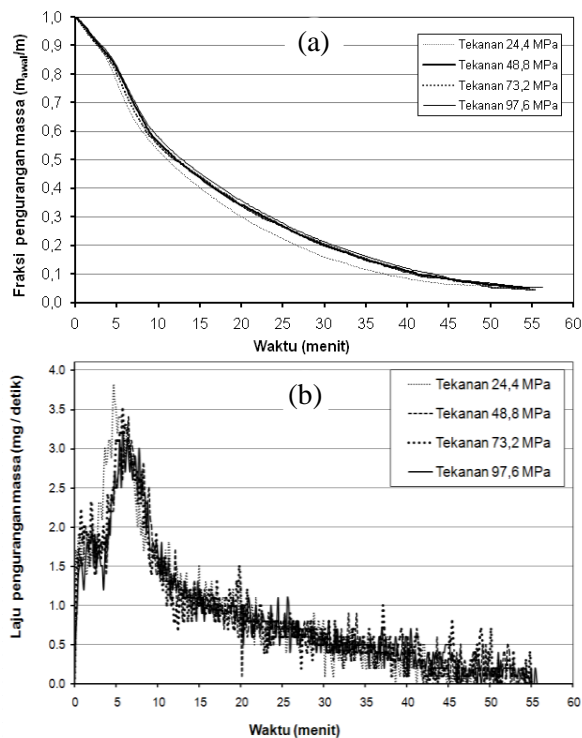 (a)
Tekanan 24,4 MPa
Tekanan 48,8 MPa
Tekanan 73,2 MPa
Tekanan 97,6 MPa
Fraksi pengurangan massa (mawal/m)
1,0
0,9
0,8
0,7
0,6
0,5
0,4
0,3
0,2
0,1
0,0
0 5 10 15 20 25 30 35 40 45 50 55 60
Waktu (menit)
(b)
Tekanan 24,4 MPa
Tekanan 48,8 MPa
Tekanan 73,2 MPa
Tekanan 97,6 MPa
Laju pengurangan massa (mg / detik)
4.0
3.5
3.0
2.5
2.0
1.5
1.0
0.5
0.0
0 5 10 15 20 25 30 35 40 45 50 55 60
Waktu (menit)